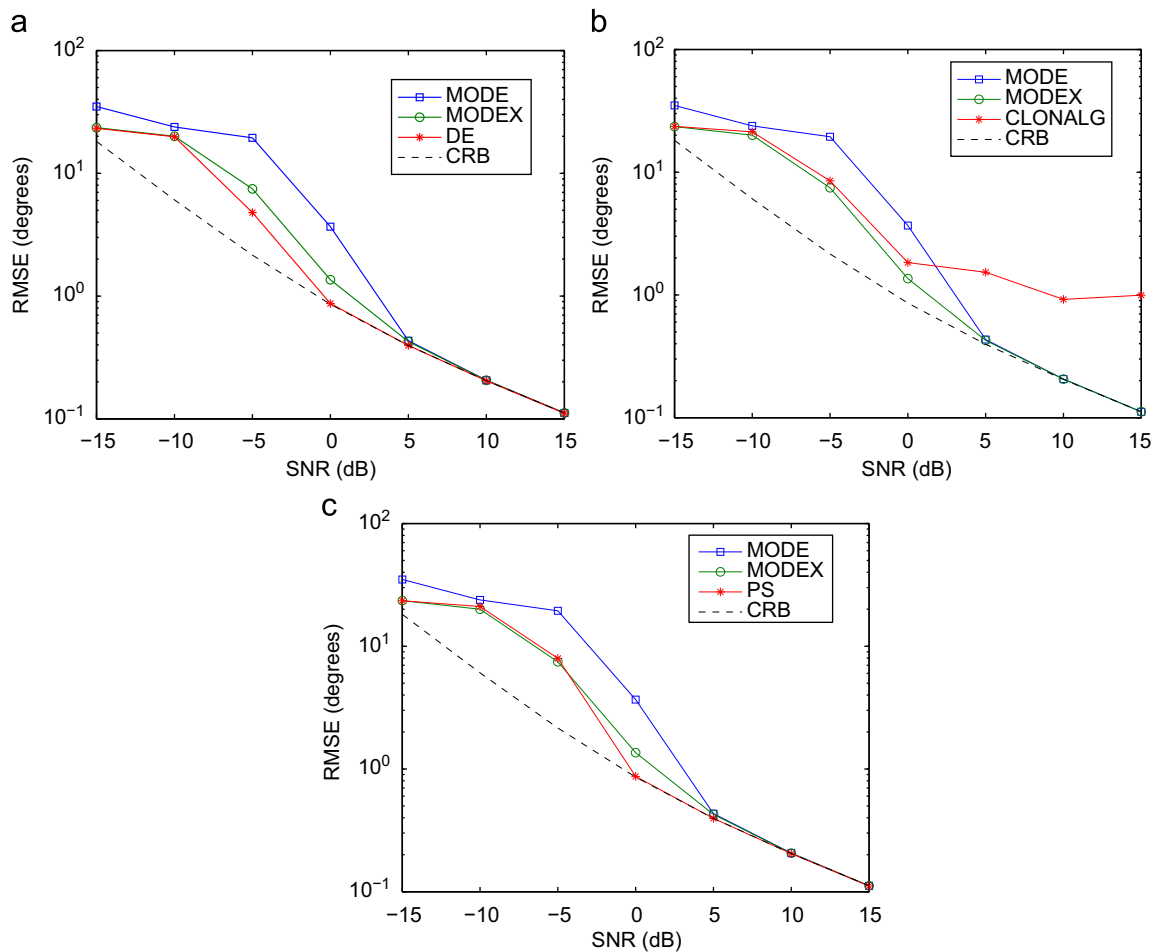 a
10^2
10^1
10^0
10^−1
RMSE (degrees)
MODE
MODEX
DE
CRB
−15 −10 −5 0 5 10 15
SNR (dB)
b
10^2
10^1
10^0
10^−1
RMSE (degrees)
MODE
MODEX
CLONALG
CRB
−15 −10 −5 0 5 10 15
SNR (dB)
c
10^2
10^1
10^0
10^−1
RMSE (degrees)
MODE
MODEX
PS
CRB
−15 −10 −5 0 5 10 15
SNR (dB)